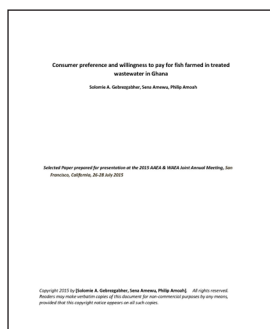 Consumer preference and willingness to pay for fish farmed in treated
wastewater in Ghana
Solomie A. Gebrezgabher, Sena Amewu, Philip Amoah
Selected Paper prepared for presentation at the 2015 AAEA & WAEA Joint Annual Meeting, San
Francisco, California, 26-28 July 2015
Copyright 2015 by [Solomie A. Gebrezgabher, Sena Amewu, Philip Amoah]. All rights reserved.
Readers may make verbatim copies of this document for non-commercial purposes by any means,
provided that this copyright notice appears on all such copies.